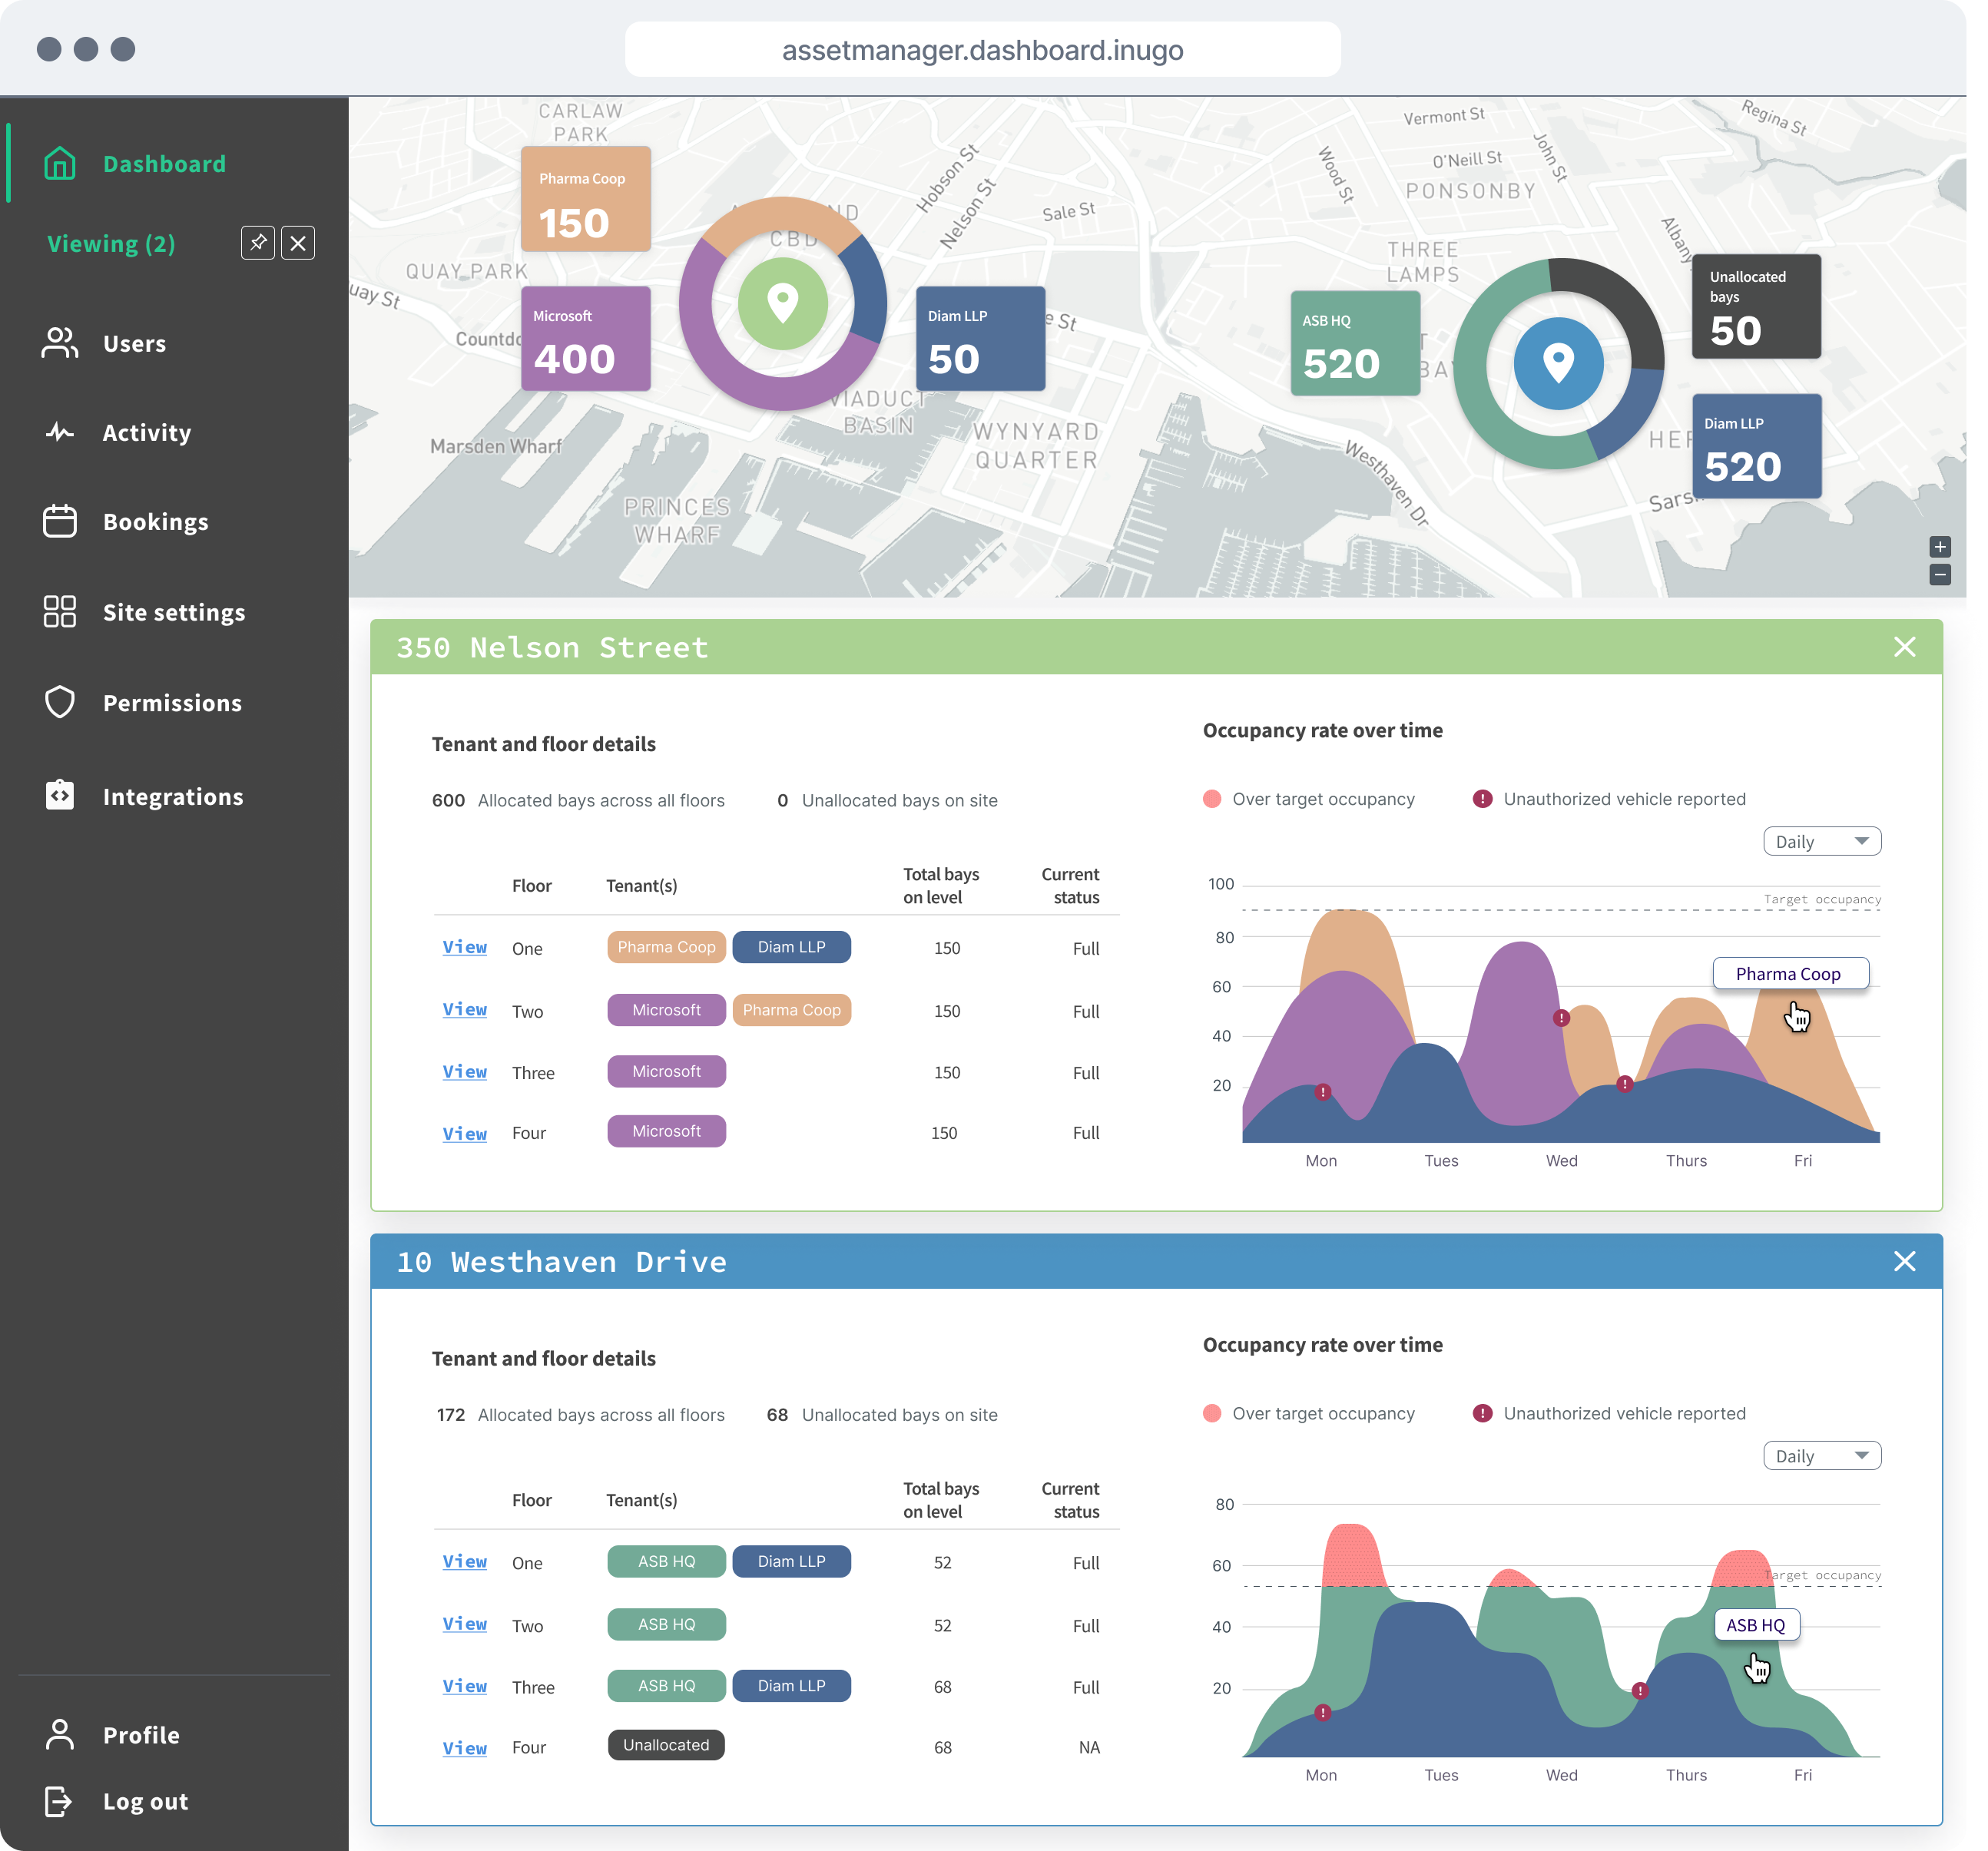 assetmanager.dashboard.inugo
Dashboard
Viewing (2)
Users
Activity
Bookings
Site settings
Permissions
Integrations
Profile
Log out
CARLAW
PARK
Pharma Coop
150
CBD
QUAY PARK
Microsoft
400
Diam LLP
50
Hobson St
Nelson St
Sale St
Marsden Wharf
VIADUCT
BASIN
WYNYARD
QUARTER
PRINCES
WHARF
Vermont St
Regina St
Wood St
O'Neill St
John St
PONSONBY
THREE
LAMPS
Albany
ASB HQ
520
Unallocated
bays
50
Diam LLP
520
Westhaven Dr
+
−
350 Nelson Street
Tenant and floor details
600 Allocated bays across all floors 0 Unallocated bays on site
Floor Tenant(s) Total bays on level Current status
View One Pharma Coop Diam LLP 150 Full
View Two Microsoft Pharma Coop 150 Full
View Three Microsoft 150 Full
View Four Microsoft 150 Full
Occupancy rate over time
Over target occupancy ! Unauthorized vehicle reported
Daily
100
Target occupancy
80
Pharma Coop
60
!
40
20
!
!
Mon Tues Wed Thurs Fri
10 Westhaven Drive
Tenant and floor details
172 Allocated bays across all floors 68 Unallocated bays on site
Floor Tenant(s) Total bays on level Current status
View One ASB HQ Diam LLP 52 Full
View Two ASB HQ 52 Full
View Three ASB HQ Diam LLP 68 Full
View Four Unallocated 68 NA
Occupancy rate over time
Over target occupancy ! Unauthorized vehicle reported
Daily
80
60
Target occupancy
40
ASB HQ
20
!
!
Mon Tues Wed Thurs Fri